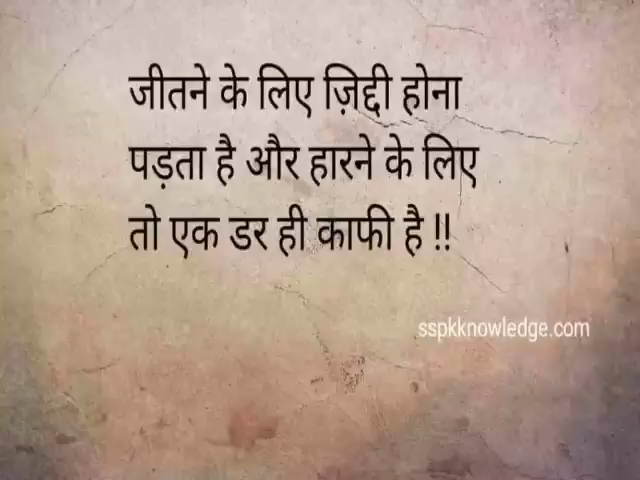 जीतने के लिए ज़िद्दी होना
पड़ता है और हारने के लिए
तो एक डर ही काफी है !!
sspkknowledge.com